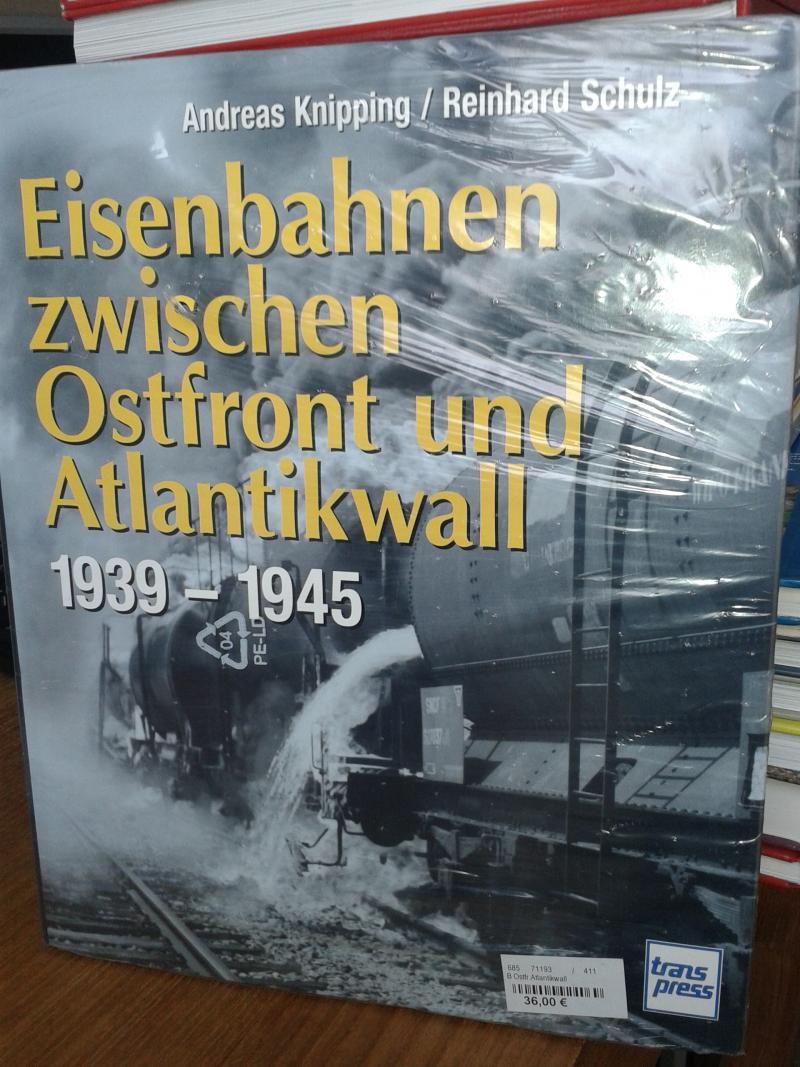 Andreas Knipping / Reinhard Schulz
Eisenbahnen
zwischen
Ostfront und
Atlantikwall
1939 – 1945
04
PE-LD
SNCF
685 71193 / 411
B Ostfr.Atlantikwall
36,00 €
trans
press